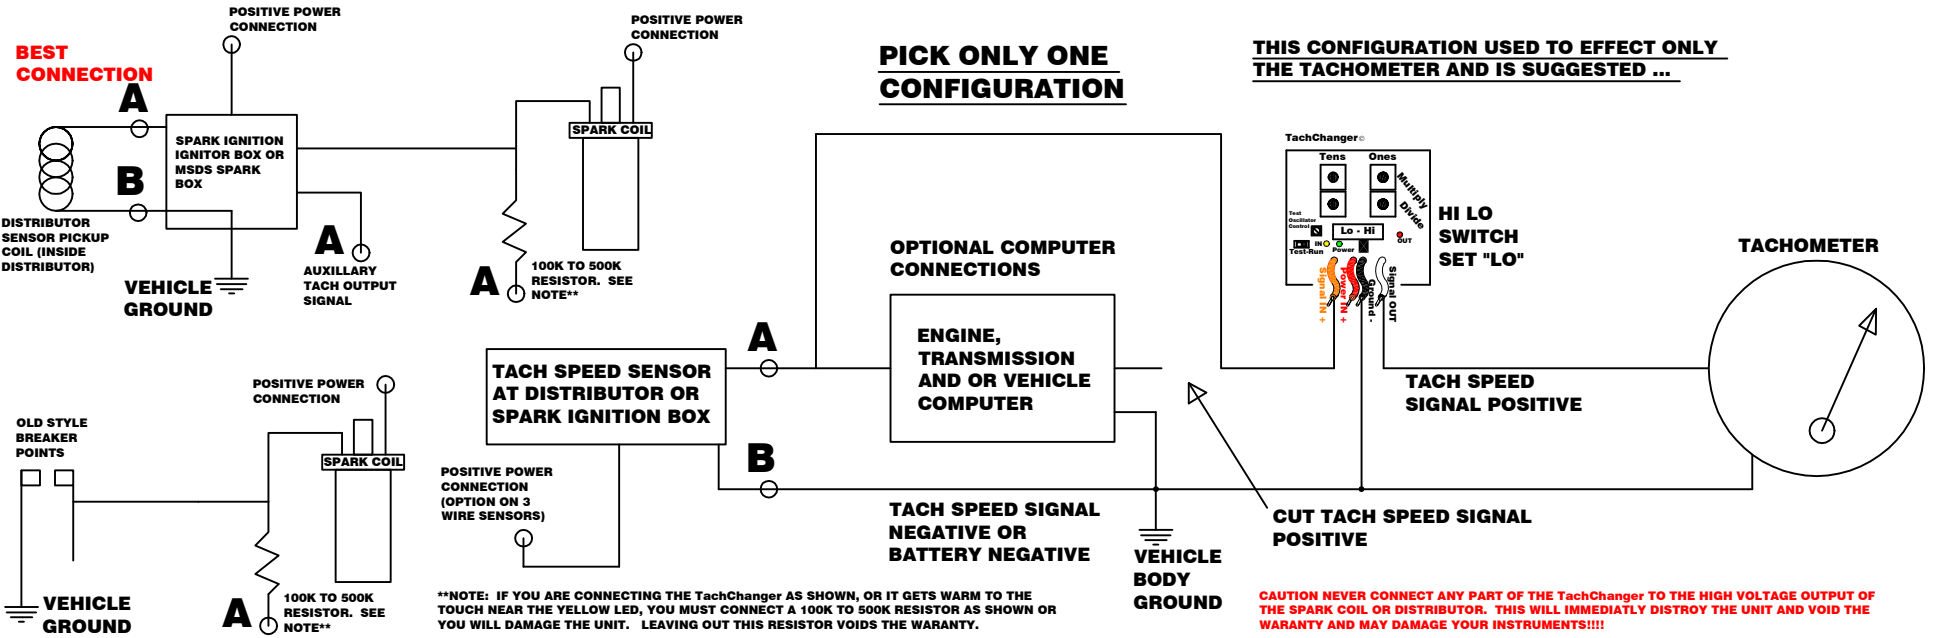 POSITIVE POWER
CONNECTION
BEST
CONNECTION
A
B
SPARK IGNITION
IGNITOR BOX OR
MSDS SPARK
BOX
DISTRIBUTOR
SENSOR PICKUP
COIL (INSIDE
DISTRIBUTOR)
VEHICLE
GROUND
A
AUXILLARY
TACH OUTPUT
SIGNAL
POSITIVE POWER
CONNECTION
SPARK COIL
A
100K TO 500K
RESISTOR. SEE
NOTE**
PICK ONLY ONE
CONFIGURATION
THIS CONFIGURATION USED TO EFFECT ONLY
THE TACHOMETER AND IS SUGGESTED ...
TachChanger©
Tens
Ones
Multiply
Divide
Test
Oscillator
Control
Lo - Hi
Test-Run
IN
Power
OUT
Signal IN +
Power IN +
Ground -
Signal OUT
HI LO
SWITCH
SET "LO"
TACHOMETER
OPTIONAL COMPUTER
CONNECTIONS
ENGINE,
TRANSMISSION
AND OR VEHICLE
COMPUTER
A
TACH SPEED SENSOR
AT DISTRIBUTOR OR
SPARK IGNITION BOX
B
TACH SPEED
SIGNAL POSITIVE
POSITIVE POWER
CONNECTION
(OPTION ON 3
WIRE SENSORS)
TACH SPEED SIGNAL
NEGATIVE OR
BATTERY NEGATIVE
VEHICLE
BODY
GROUND
CUT TACH SPEED SIGNAL
POSITIVE
POSITIVE POWER
CONNECTION
OLD STYLE
BREAKER
POINTS
SPARK COIL
VEHICLE
GROUND
A
100K TO 500K
RESISTOR. SEE
NOTE**
**NOTE: IF YOU ARE CONNECTING THE TachChanger AS SHOWN, OR IT GETS WARM TO THE
TOUCH NEAR THE YELLOW LED, YOU MUST CONNECT A 100K TO 500K RESISTOR AS SHOWN OR
YOU WILL DAMAGE THE UNIT. LEAVING OUT THIS RESISTOR VOIDS THE WARANTY.
CAUTION NEVER CONNECT ANY PART OF THE TachChanger TO THE HIGH VOLTAGE OUTPUT OF
THE SPARK COIL OR DISTRIBUTOR. THIS WILL IMMEDIATLY DISTROY THE UNIT AND VOID THE
WARANTY AND MAY DAMAGE YOUR INSTRUMENTS!!!!